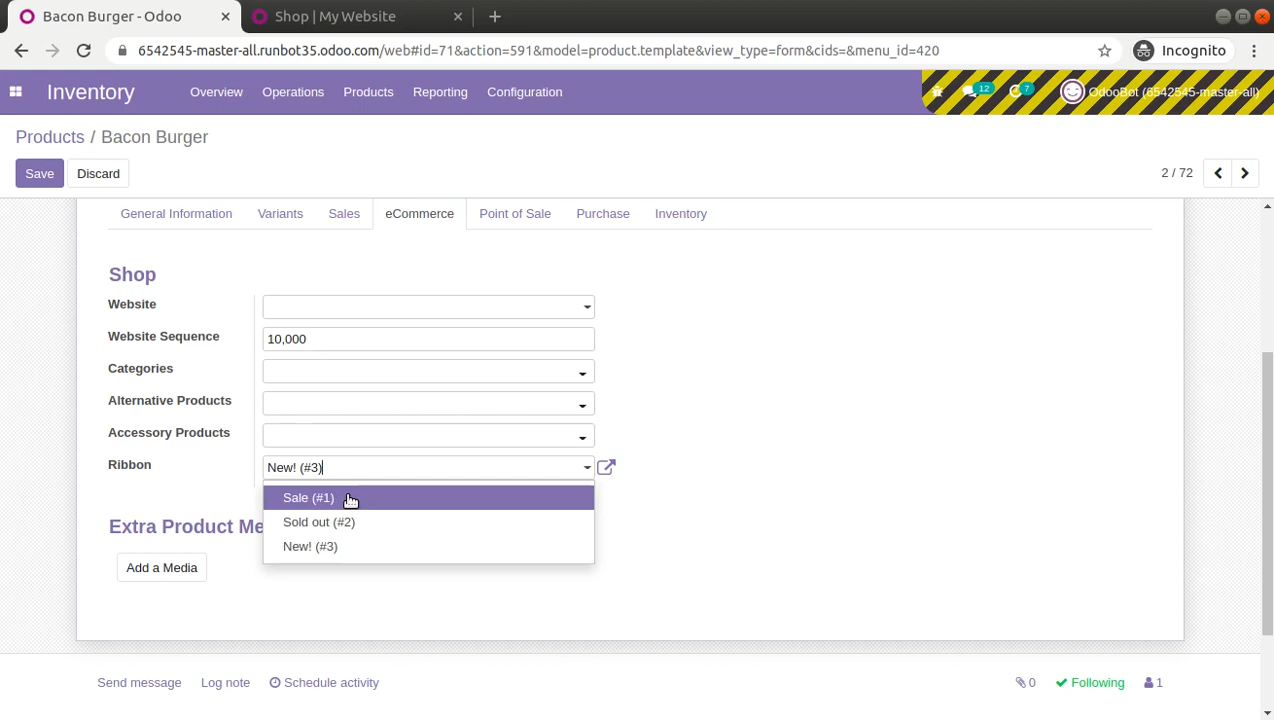 Bacon Burger - Odoo
Shop | My Website
6542545-master-all.runbot35.odoo.com/web#id=71&action=591&model=product.template&view_type=form&cids=&menu_id=420
Incognito
Inventory
Overview Operations Products Reporting Configuration
12 7 OdooBot (6542545-master-all)
Products / Bacon Burger
Save Discard
2 / 72
General Information Variants Sales eCommerce Point of Sale Purchase Inventory
Shop
Website
Website Sequence 10,000
Categories
Alternative Products
Accessory Products
Ribbon New! (#3)
Sale (#1)
Sold out (#2)
New! (#3)
Extra Product Me
Add a Media
Send message Log note Schedule activity
0 Following 1